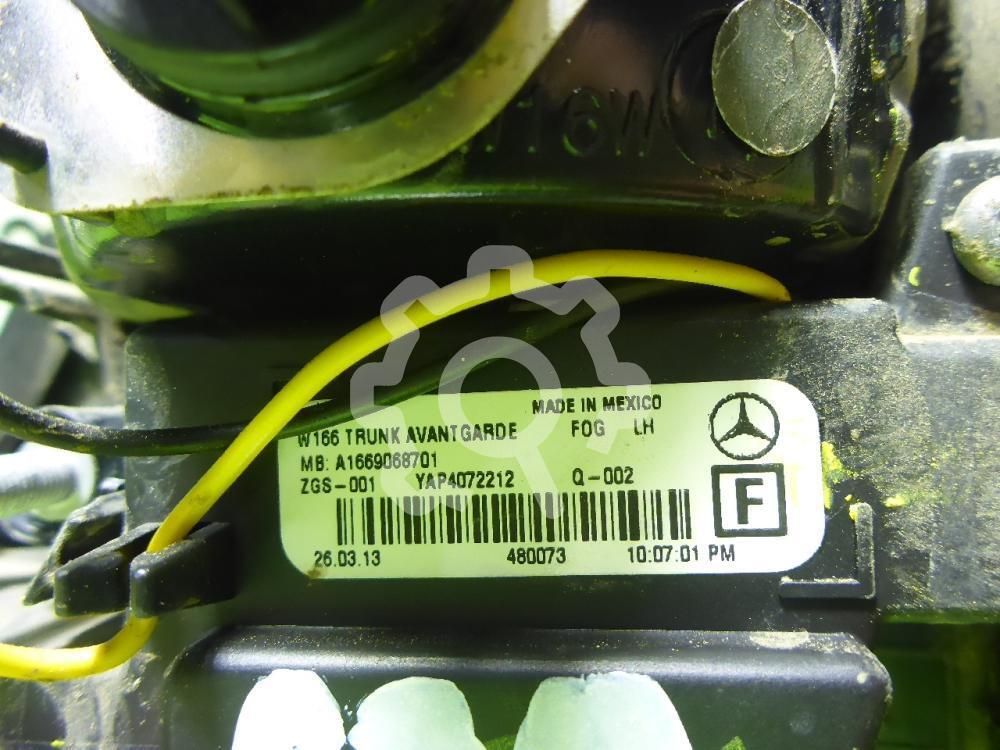 W16W
MADE IN MEXICO
W166 TRUNK AVANTGARDE FOG LH
MB: A1669068701
ZGS-001 YAP4072212 Q-002
F
26.03.13 480073 10:07:01 PM